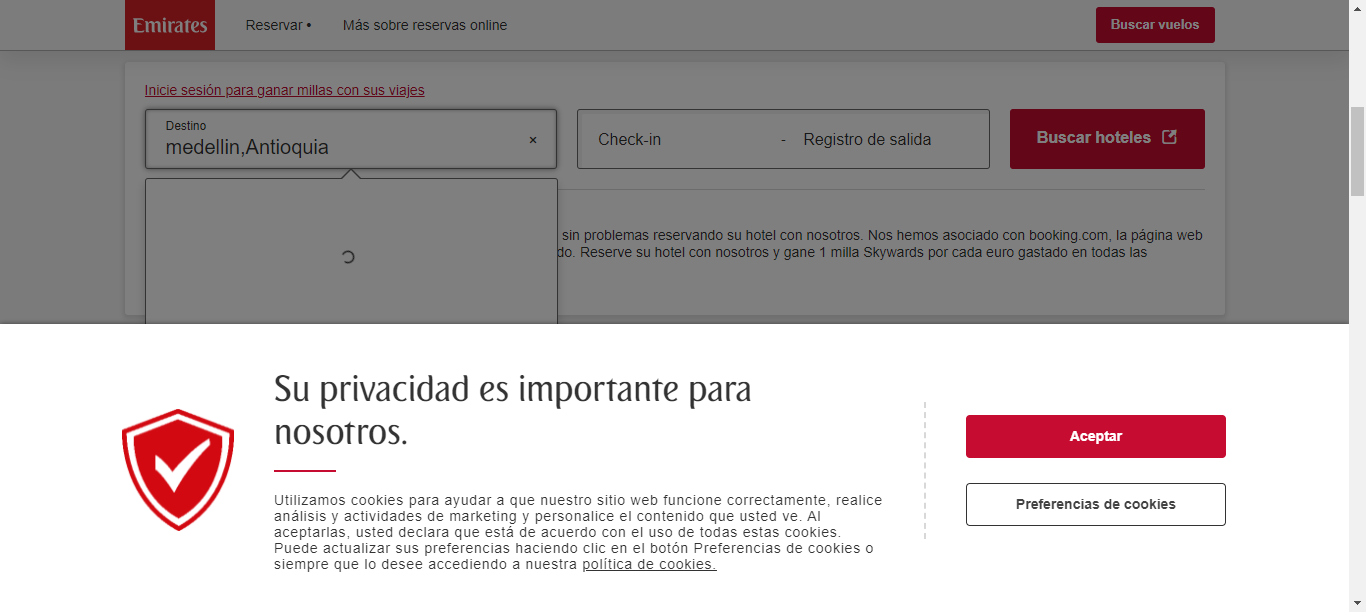 Emirates
Reservar •
Más sobre reservas online
Buscar vuelos
Inicie sesión para ganar millas con sus viajes
Destino
medellin,Antioquia
×
Check-in
-
Registro de salida
Buscar hoteles
sin problemas reservando su hotel con nosotros. Nos hemos asociado con booking.com, la página web
do. Reserve su hotel con nosotros y gane 1 milla Skywards por cada euro gastado en todas las
Su privacidad es importante para
nosotros.
Utilizamos cookies para ayudar a que nuestro sitio web funcione correctamente, realice
análisis y actividades de marketing y personalice el contenido que usted ve. Al
aceptarlas, usted declara que está de acuerdo con el uso de todas estas cookies.
Puede actualizar sus preferencias haciendo clic en el botón Preferencias de cookies o
siempre que lo desee accediendo a nuestra política de cookies.
Aceptar
Preferencias de cookies